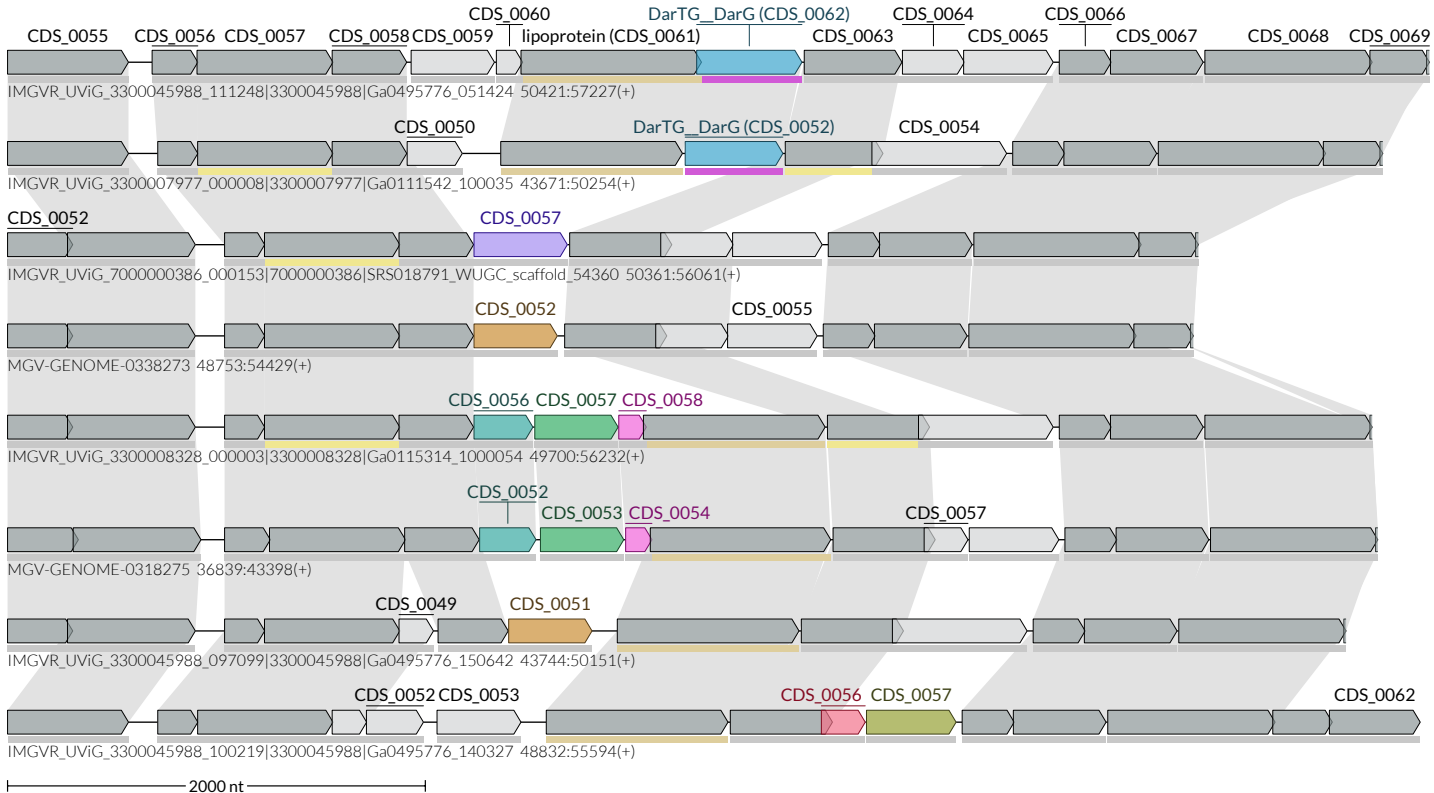 CDS_0060 DarTG__DarG (CDS_0062) CDS_0064 CDS_0066
CDS_0055 CDS_0056 CDS_0057 CDS_0058 CDS_0059 lipoprotein (CDS_0061) CDS_0063 CDS_0065 CDS_0067 CDS_0068 CDS_0069
IMGVR_UViG_3300045988_111248|3300045988|Ga0495776_051424 50421:57227(+)
CDS_0050 DarTG__DarG (CDS_0052) CDS_0054
IMGVR_UViG_3300007977_000008|3300007977|Ga0111542_100035 43671:50254(+)
CDS_0052 CDS_0057
IMGVR_UViG_7000000386_000153|7000000386|SRS018791_WUGC_scaffold_54360 50361:56061(+)
CDS_0052 CDS_0055
MGV-GENOME-0338273 48753:54429(+)
CDS_0056 CDS_0057 CDS_0058
IMGVR_UViG_3300008328_000003|3300008328|Ga0115314_1000054 49700:56232(+)
CDS_0052
CDS_0053 CDS_0054 CDS_0057
MGV-GENOME-0318275 36839:43398(+)
CDS_0049 CDS_0051
IMGVR_UViG_3300045988_097099|3300045988|Ga0495776_150642 43744:50151(+)
CDS_0052 CDS_0053 CDS_0056 CDS_0057 CDS_0062
IMGVR_UViG_3300045988_100219|3300045988|Ga0495776_140327 48832:55594(+)
2000 nt